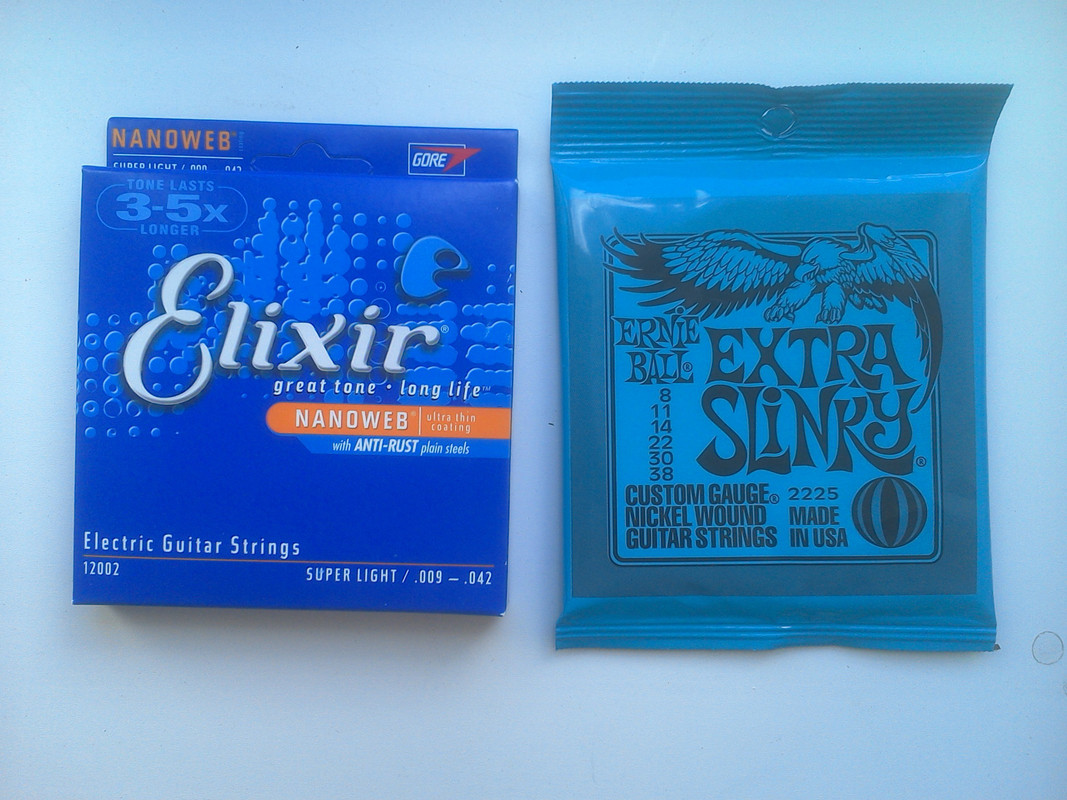 NANOWEB
GORE
SUPER LIGHT / .009 — .042
TONE LASTS
3-5x
LONGER
Elixir®
great tone · long life™
NANOWEB® ultra thin coating
with ANTI-RUST plain steels
Electric Guitar Strings
12002
SUPER LIGHT / .009 — .042
ERNIE
BALL®
EXTRA
SLINKY®
8
11
14
22
30
38
CUSTOM GAUGE® 2225
NICKEL WOUND MADE
GUITAR STRINGS IN USA